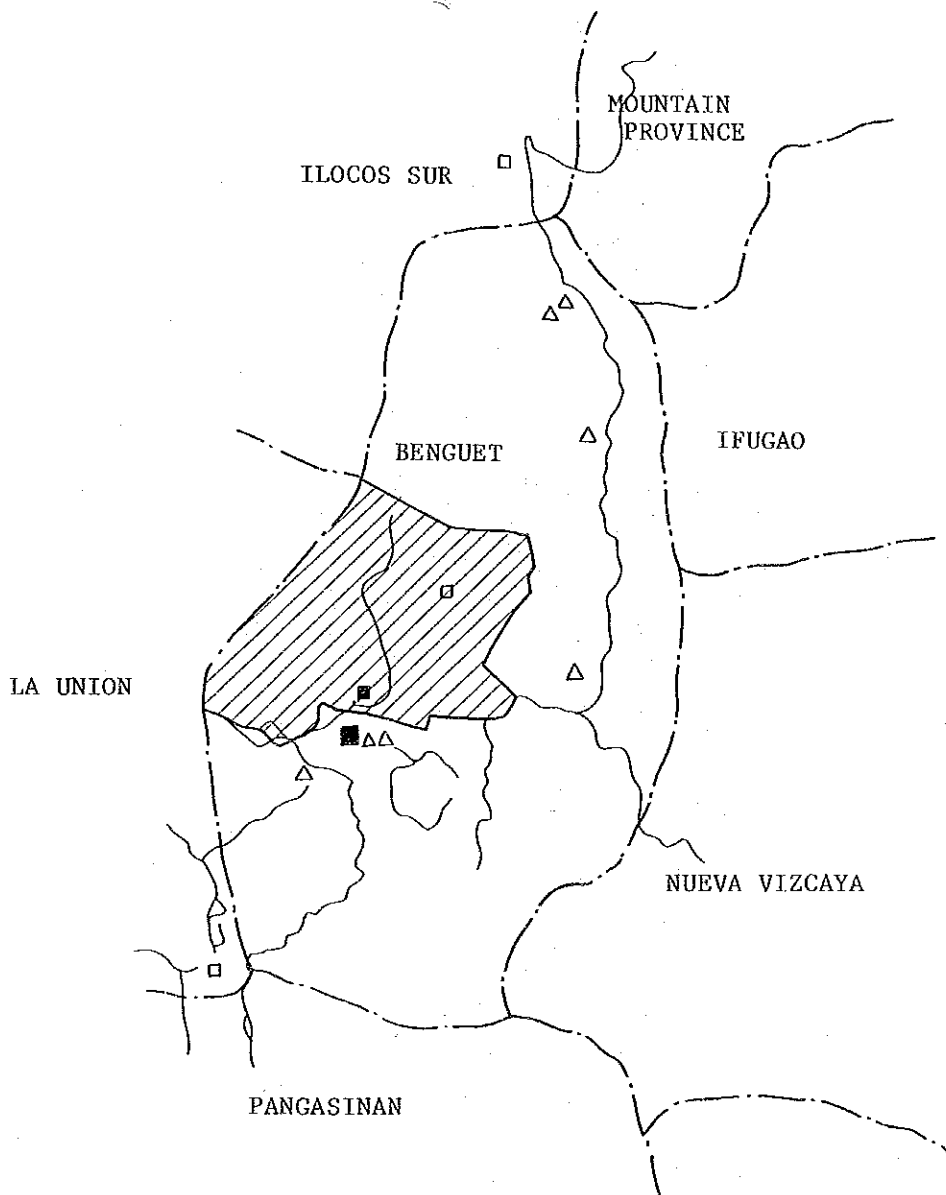 MOUNTAIN
PROVINCE
ILOCOS SUR
BENGUET
IFUGAO
LA UNION
NUEVA VIZCAYA
PANGASINAN